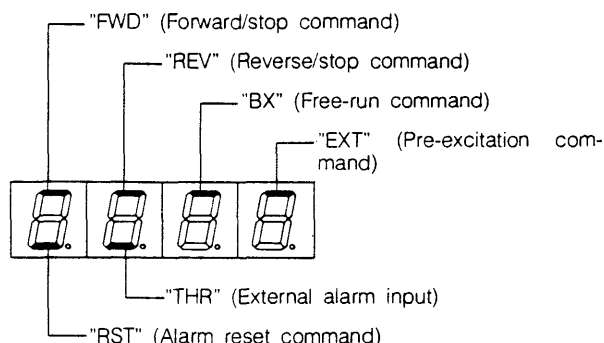 "FWD" (Forward/stop command)
"REV" (Reverse/stop command)
"BX" (Free-run command)
"EXT" (Pre-excitation com-
mand)
"THR" (External alarm input)
"RST" (Alarm reset command)